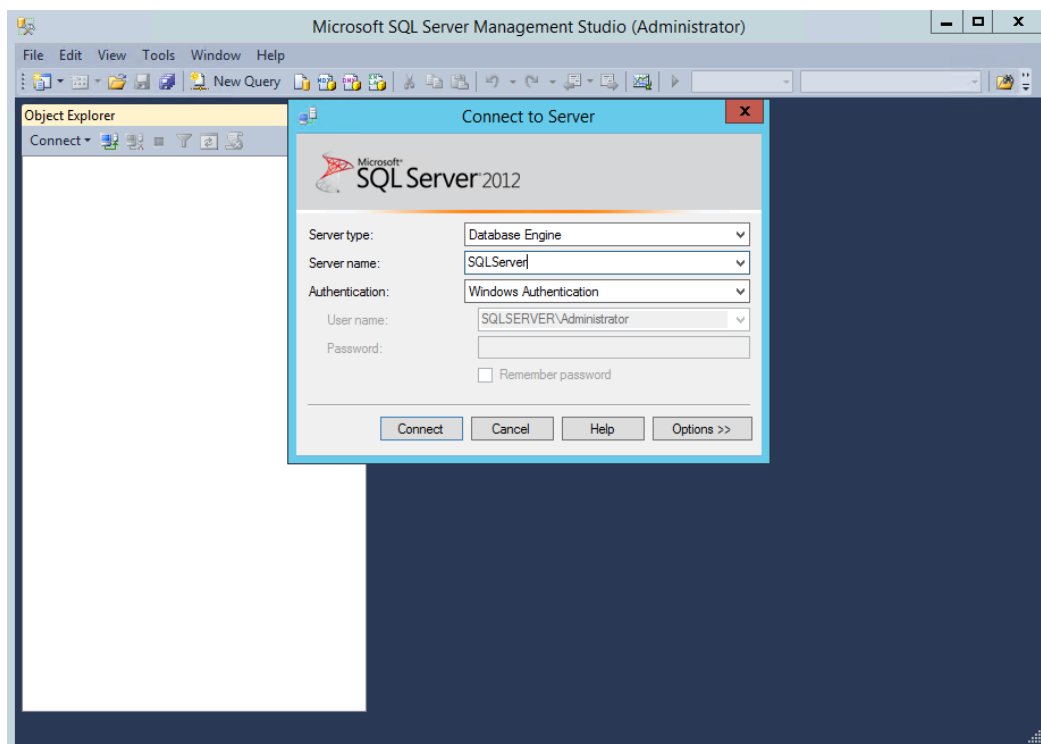 Microsoft SQL Server Management Studio (Administrator)
File Edit View Tools Window Help
New Query
Object Explorer
Connect
Connect to Server
Microsoft®
SQL Server 2012
Server type: Database Engine
Server name: SQLServer
Authentication: Windows Authentication
User name: SQLSERVER\Administrator
Password:
Remember password
Connect Cancel Help Options >>